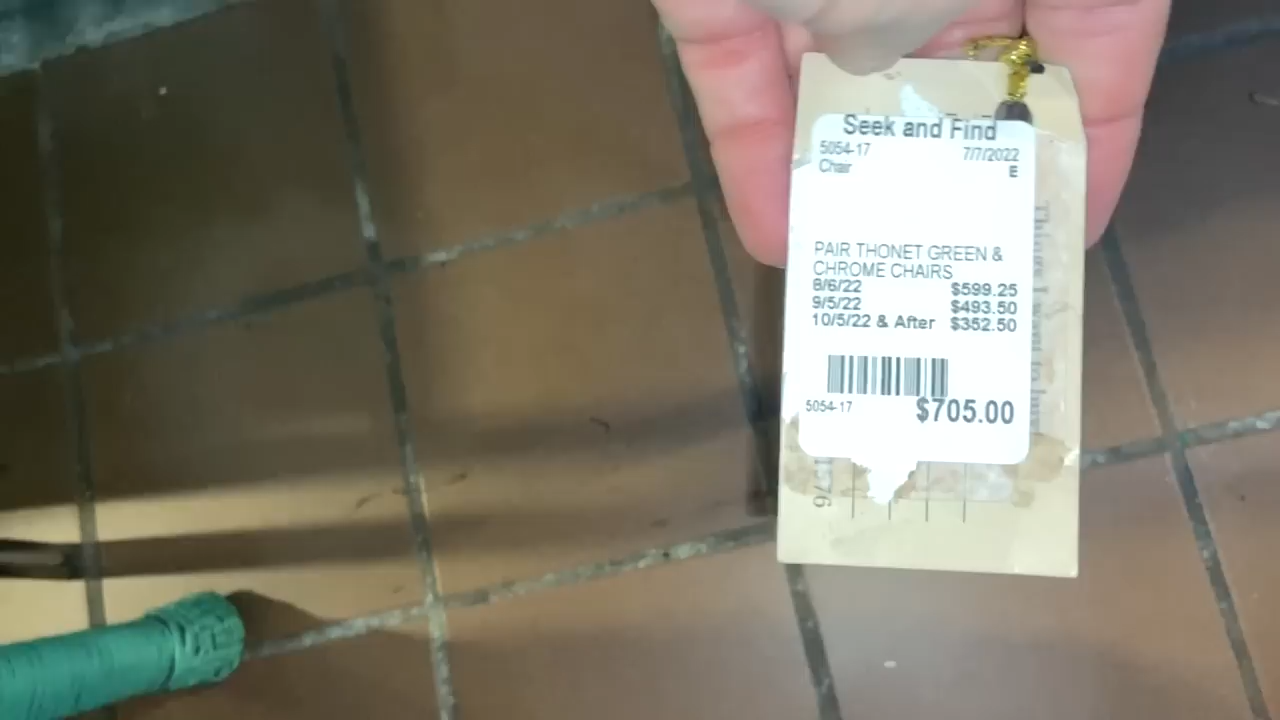 Seek and Find
5054-17 7/7/2022
Chair E
PAIR THONET GREEN &
CHROME CHAIRS
8/6/22 $599.25
9/5/22 $493.50
10/5/22 & After $352.50
5054-17 $705.00